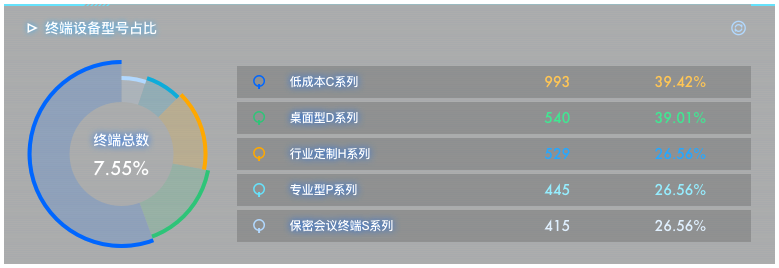 终端设备型号占比
终端总数
7.55%
低成本C系列 993 39.42%
桌面型D系列 540 39.01%
行业定制H系列 529 26.56%
专业型P系列 445 26.56%
保密会议终端S系列 415 26.56%